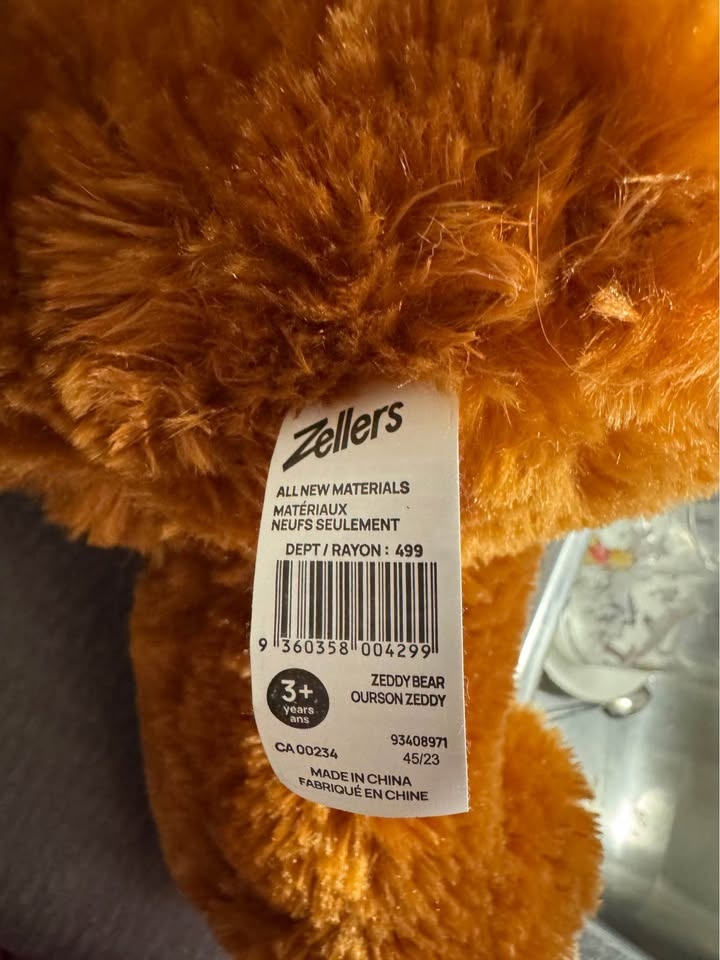 Zellers
ALL NEW MATERIALS
MATÉRIAUX
NEUFS SEULEMENT
DEPT / RAYON : 499
9 360358 004299
3+
years
ans
ZEDDY BEAR
OURSON ZEDDY
CA 00234
93408971
45/23
MADE IN CHINA
FABRIQUÉ EN CHINE